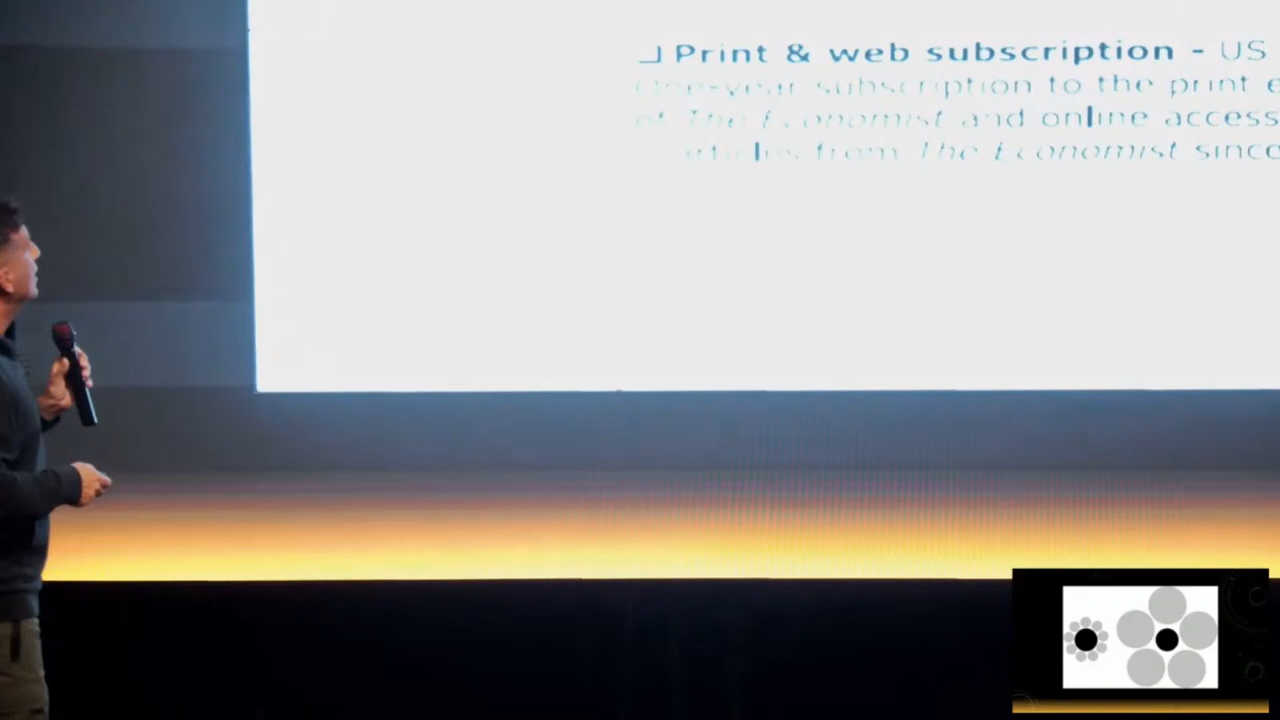 Print & web subscription - US
One-year subscription to the print e
of The Economist and online access
articles from The Economist since